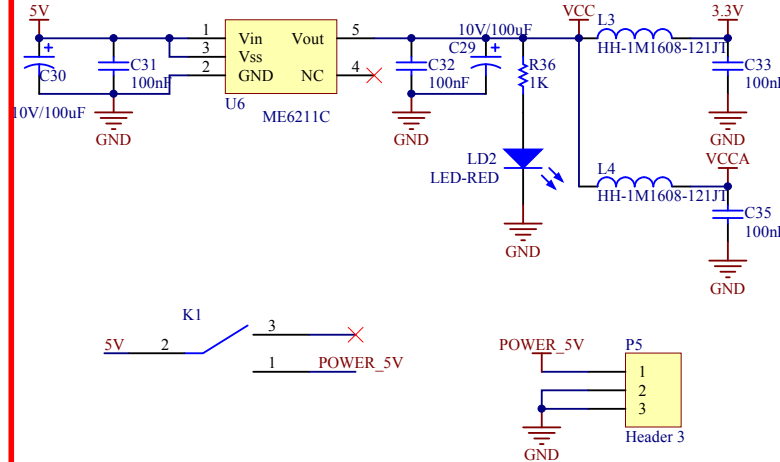 5V
VCC
L3
3.3V
1
Vin
Vout
5
10V/100uF
HH-1M1608-121JT
3
Vss
C29
2
GND
NC
4
C30
C31
100nF
C32
100nF
R36
1K
C33
100nF
10V/100uF
U6
ME6211C
GND
GND
GND
LD2
LED-RED
L4
VCCA
HH-1M1608-121JT
C35
100nF
GND
GND
K1
3
5V
2
1
POWER_5V
POWER_5V
P5
1
2
3
Header 3
GND